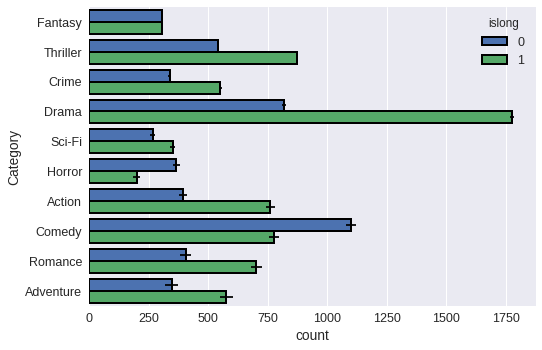 Fantasy
Thriller
Crime
Drama
Sci-Fi
Horror
Action
Comedy
Romance
Adventure
Category
0 250 500 750 1000 1250 1500 1750
count
islong
0
1